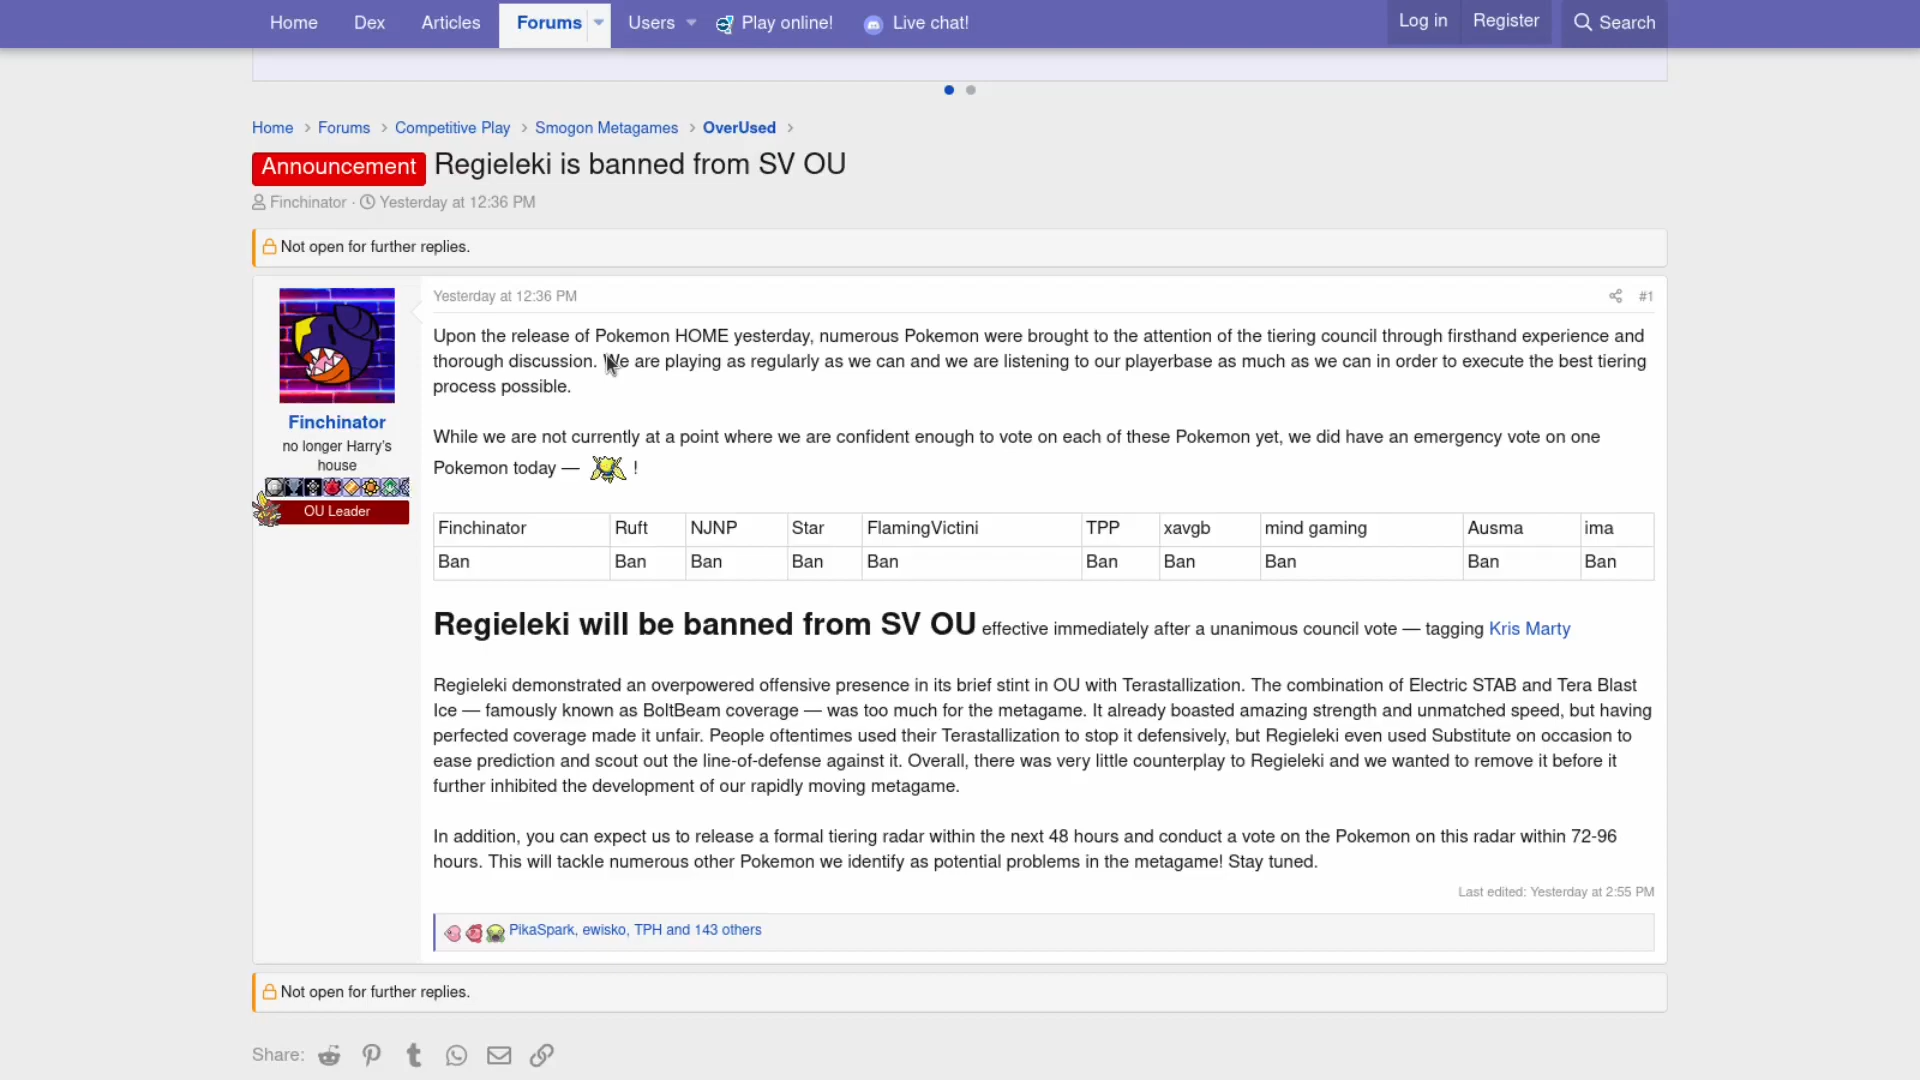 Home Dex Articles Forums Users Play online! Live chat! Log in Register Search
Home Forums Competitive Play Smogon Metagames OverUsed
Announcement Regieleki is banned from SV OU
Finchinator · Yesterday at 12:36 PM
Not open for further replies.
Finchinator
no longer Harry's
house
OU Leader
Yesterday at 12:36 PM #1
Upon the release of Pokemon HOME yesterday, numerous Pokemon were brought to the attention of the tiering council through firsthand experience and
thorough discussion. We are playing as regularly as we can and we are listening to our playerbase as much as we can in order to execute the best tiering
process possible.
While we are not currently at a point where we are confident enough to vote on each of these Pokemon yet, we did have an emergency vote on one
Pokemon today — !
Finchinator Ruft NJNP Star FlamingVictini TPP xavgb mind gaming Ausma ima
Ban Ban Ban Ban Ban Ban Ban Ban Ban Ban
Regieleki will be banned from SV OU effective immediately after a unanimous council vote — tagging Kris Marty
Regieleki demonstrated an overpowered offensive presence in its brief stint in OU with Terastallization. The combination of Electric STAB and Tera Blast
Ice — famously known as BoltBeam coverage — was too much for the metagame. It already boasted amazing strength and unmatched speed, but having
perfected coverage made it unfair. People oftentimes used their Terastallization to stop it defensively, but Regieleki even used Substitute on occasion to
ease prediction and scout out the line-of-defense against it. Overall, there was very little counterplay to Regieleki and we wanted to remove it before it
further inhibited the development of our rapidly moving metagame.
In addition, you can expect us to release a formal tiering radar within the next 48 hours and conduct a vote on the Pokemon on this radar within 72-96
hours. This will tackle numerous other Pokemon we identify as potential problems in the metagame! Stay tuned.
Last edited: Yesterday at 2:55 PM
PikaSpark, ewisko, TPH and 143 others
Not open for further replies.
Share: